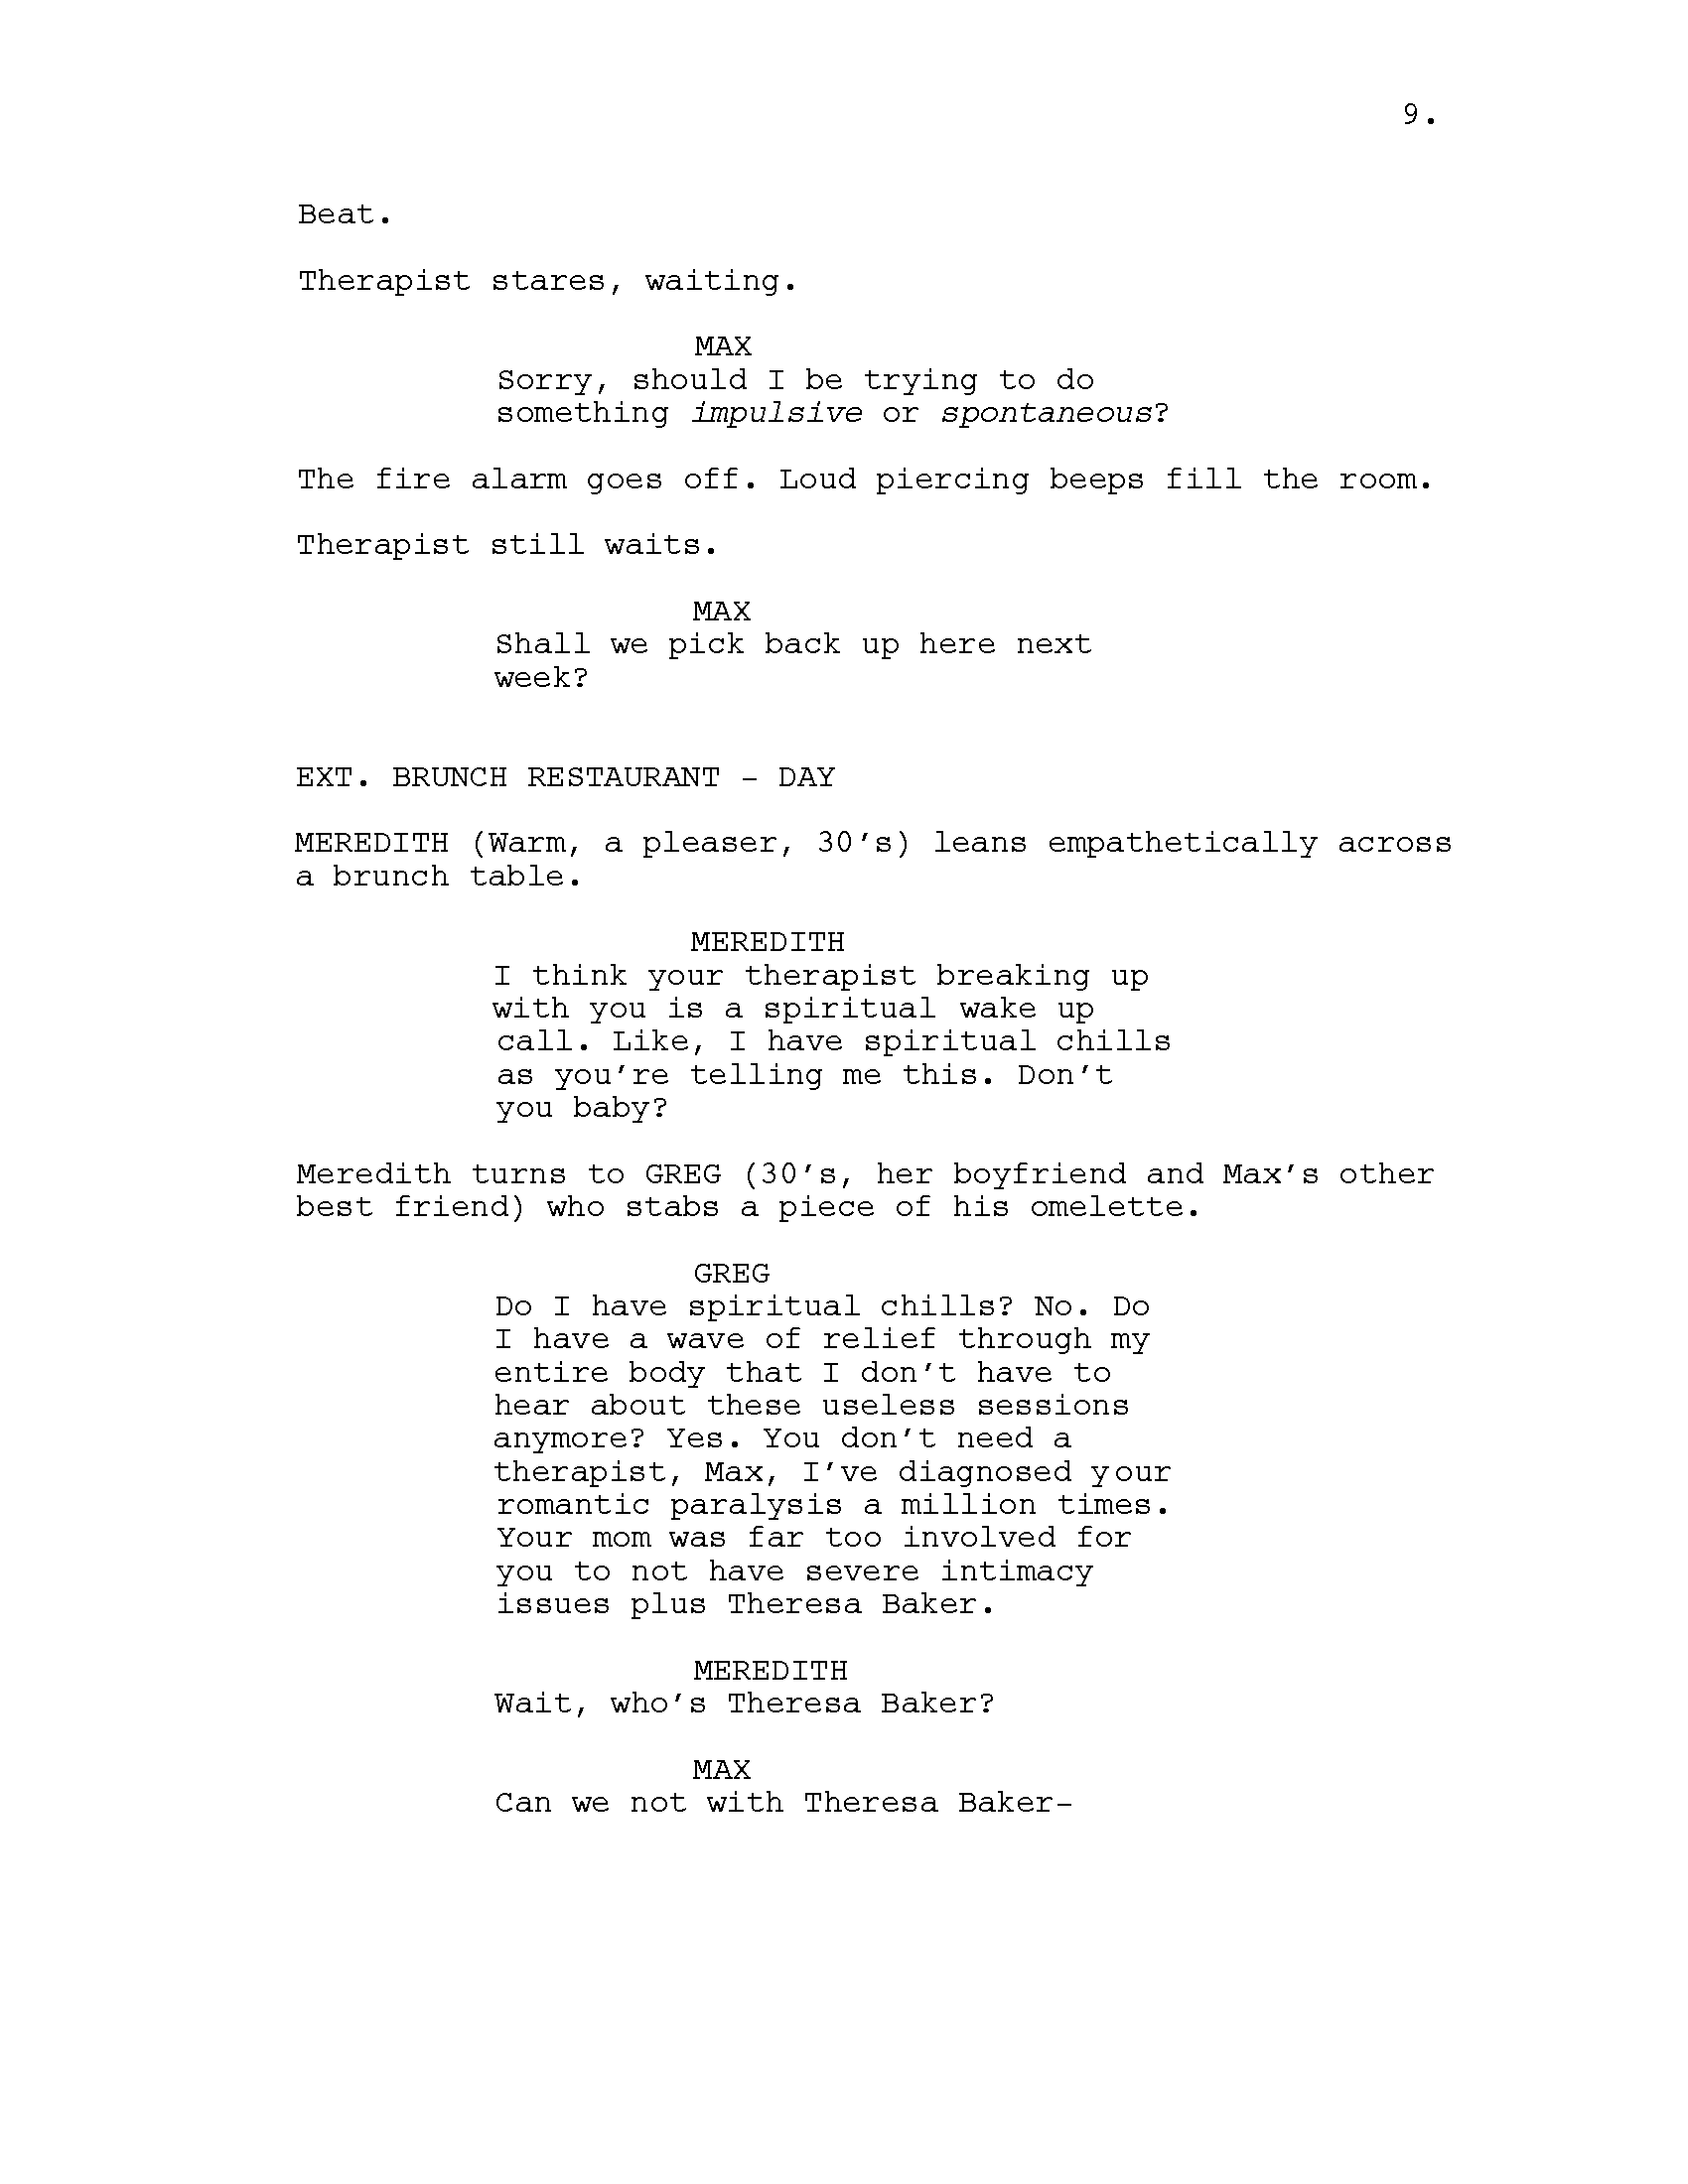 9.
Beat.
Therapist stares, waiting.
MAX
Sorry, should I be trying to do
something impulsive or spontaneous?
The fire alarm goes off. Loud piercing beeps fill the room.
Therapist still waits.
MAX
Shall we pick back up here next
week?
EXT. BRUNCH RESTAURANT - DAY
MEREDITH (Warm, a pleaser, 30's) leans empathetically across
a brunch table.
MEREDITH
I think your therapist breaking up
with you is a spiritual wake up
call. Like, I have spiritual chills
as you're telling me this. Don't
you baby?
Meredith turns to GREG (30's, her boyfriend and Max's other
best friend) who stabs a piece of his omelette.
GREG
Do I have spiritual chills? No. Do
I have a wave of relief through my
entire body that I don't have to
hear about these useless sessions
anymore? Yes. You don't need a
therapist, Max, I've diagnosed your
romantic paralysis a million times.
Your mom was far too involved for
you to not have severe intimacy
issues plus Theresa Baker.
MEREDITH
Wait, who's Theresa Baker?
MAX
Can we not with Theresa Baker-